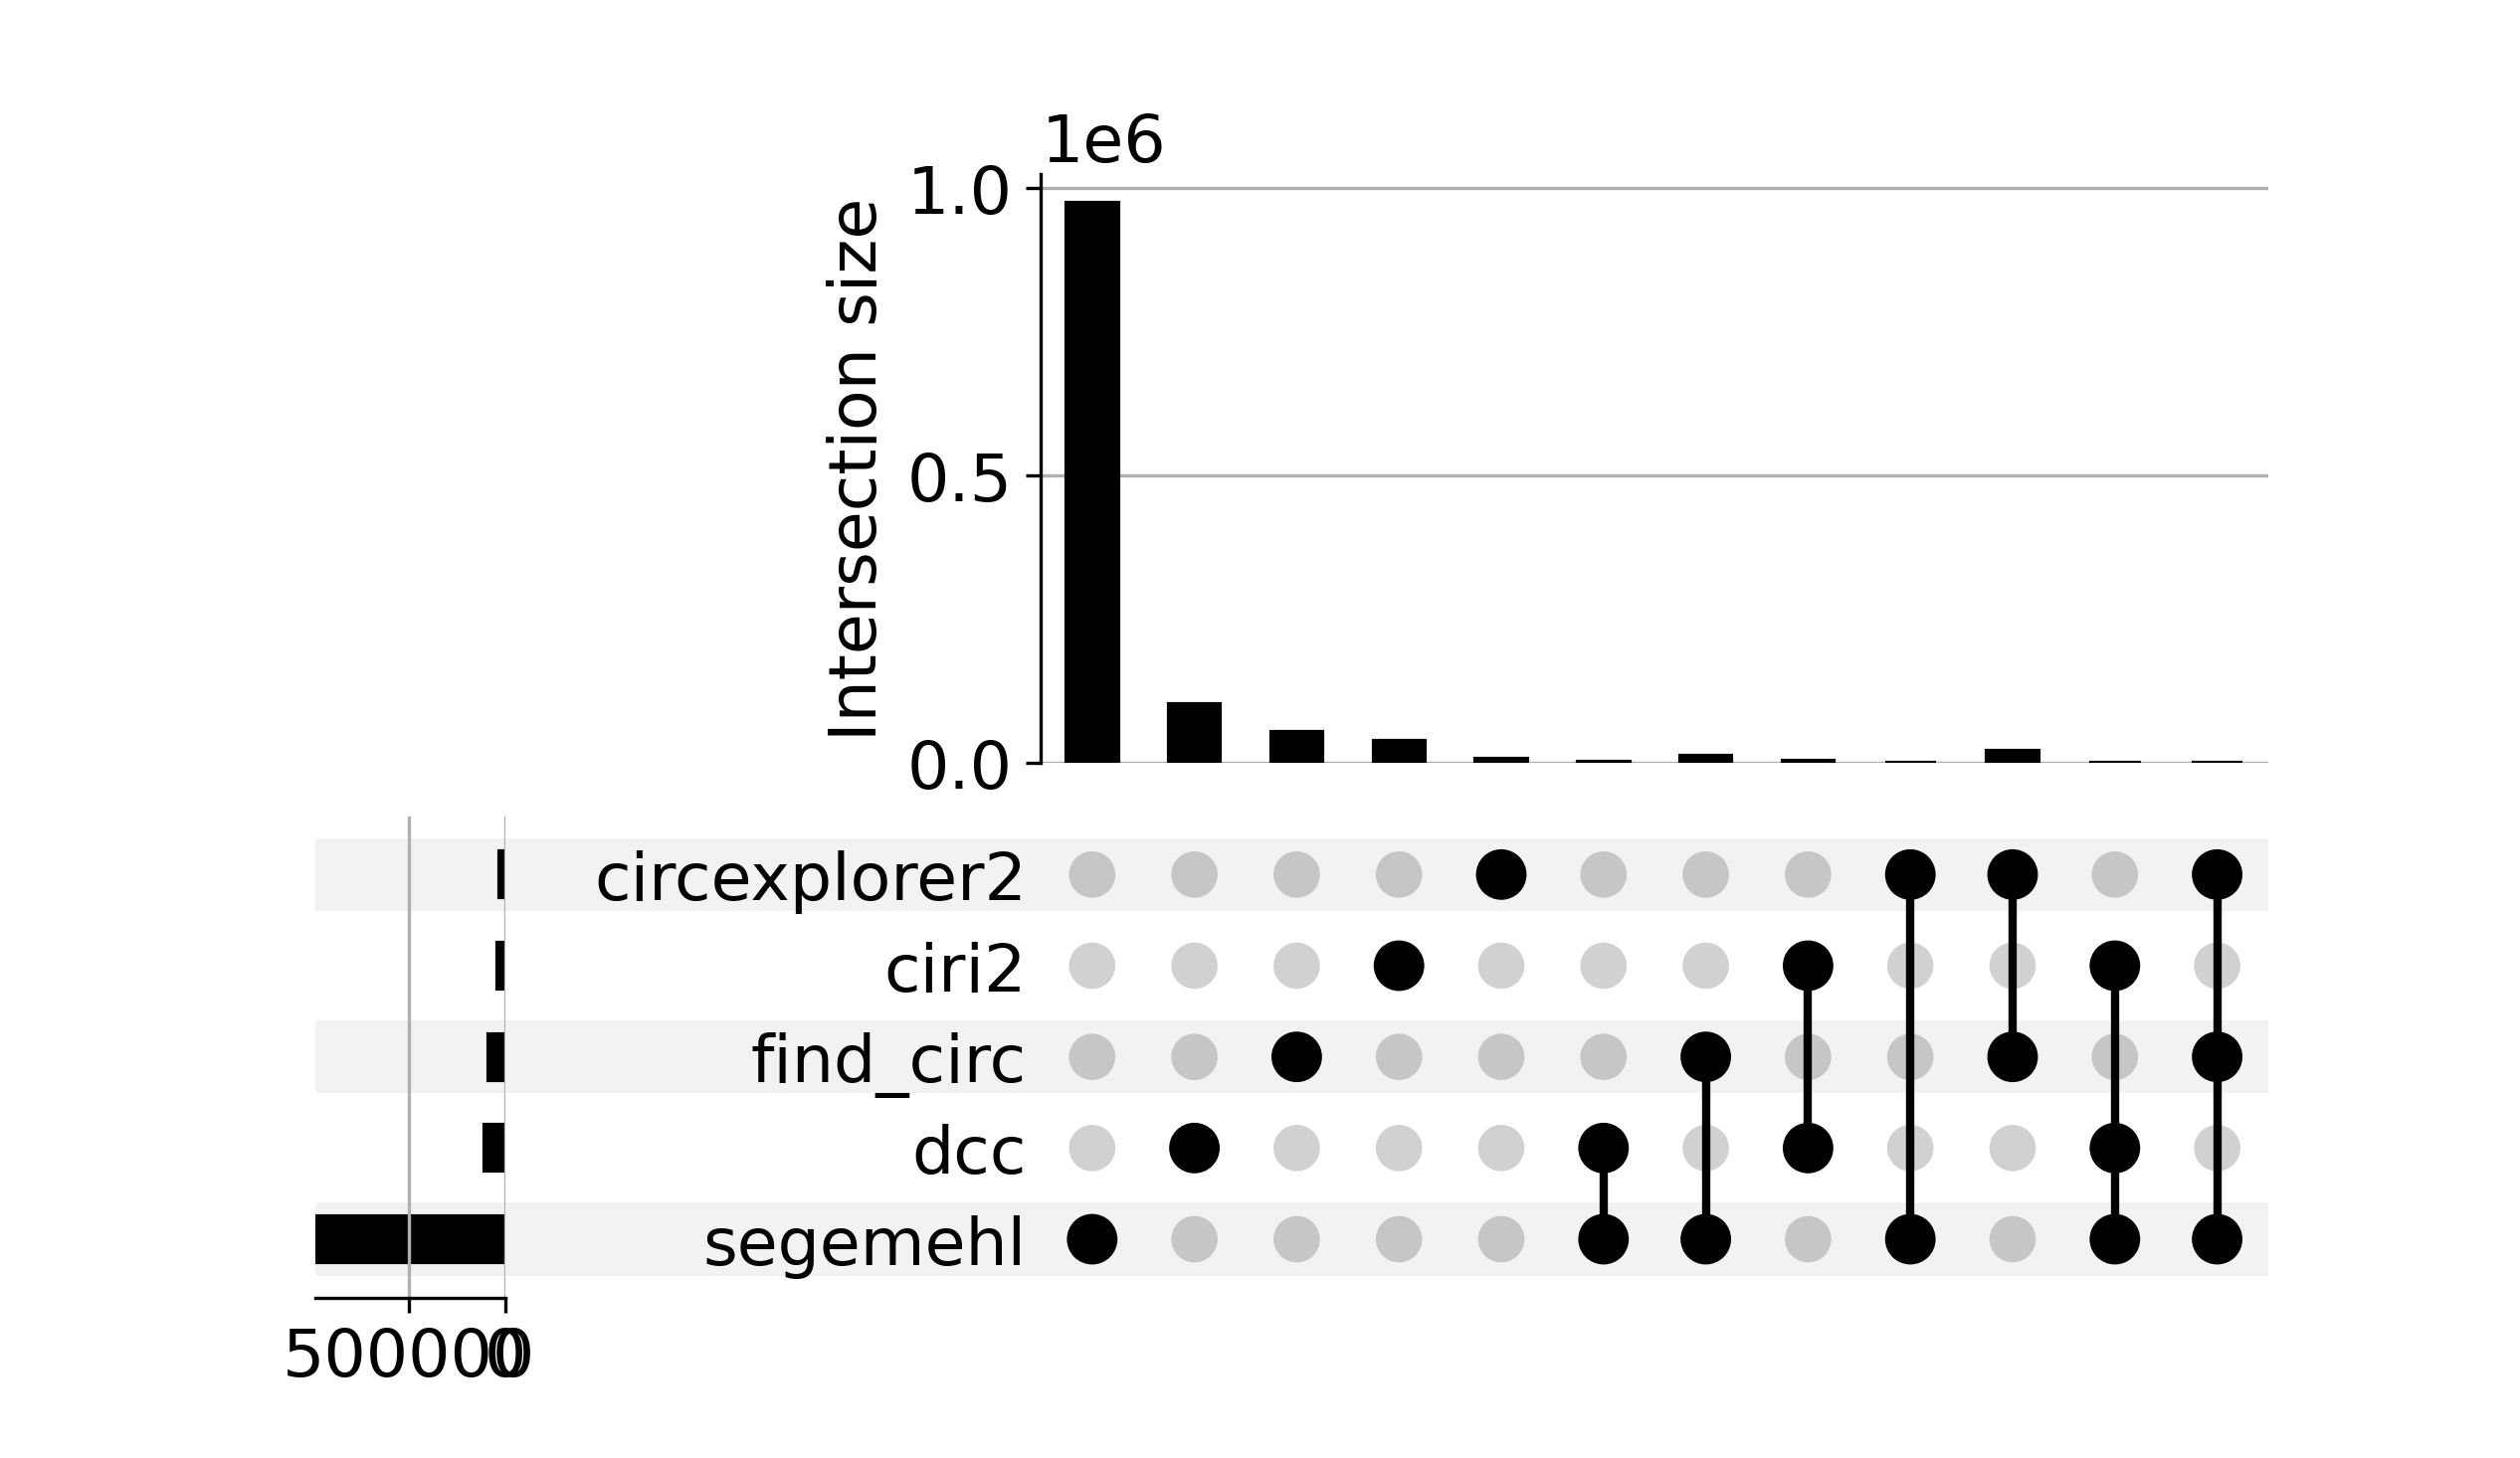 1e6
1.0
0.5
0.0
Intersection size
circexplorer2
ciri2
find_circ
dcc
segemehl
500000
0